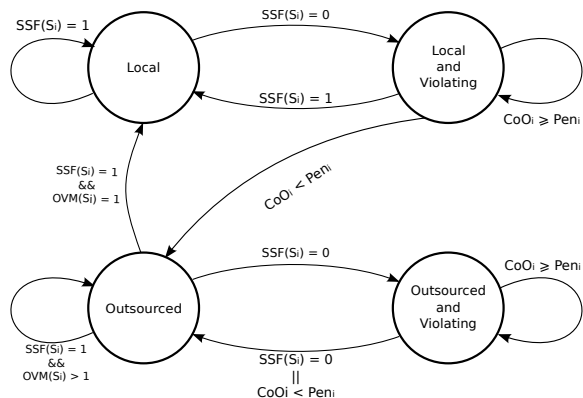 SSF(Sᵢ) = 1
SSF(Sᵢ) = 0
Local
Local
and
Violating
SSF(Sᵢ) = 1
CoOᵢ ⩾ Penᵢ
SSF(Sᵢ) = 1
&&
OVM(Sᵢ) = 1
CoOᵢ < Penᵢ
SSF(Sᵢ) = 0
CoOᵢ ⩾ Penᵢ
Outsourced
Outsourced
and
Violating
SSF(Sᵢ) = 1
&&
OVM(Sᵢ) > 1
SSF(Sᵢ) = 0
||
CoOi < Penᵢ